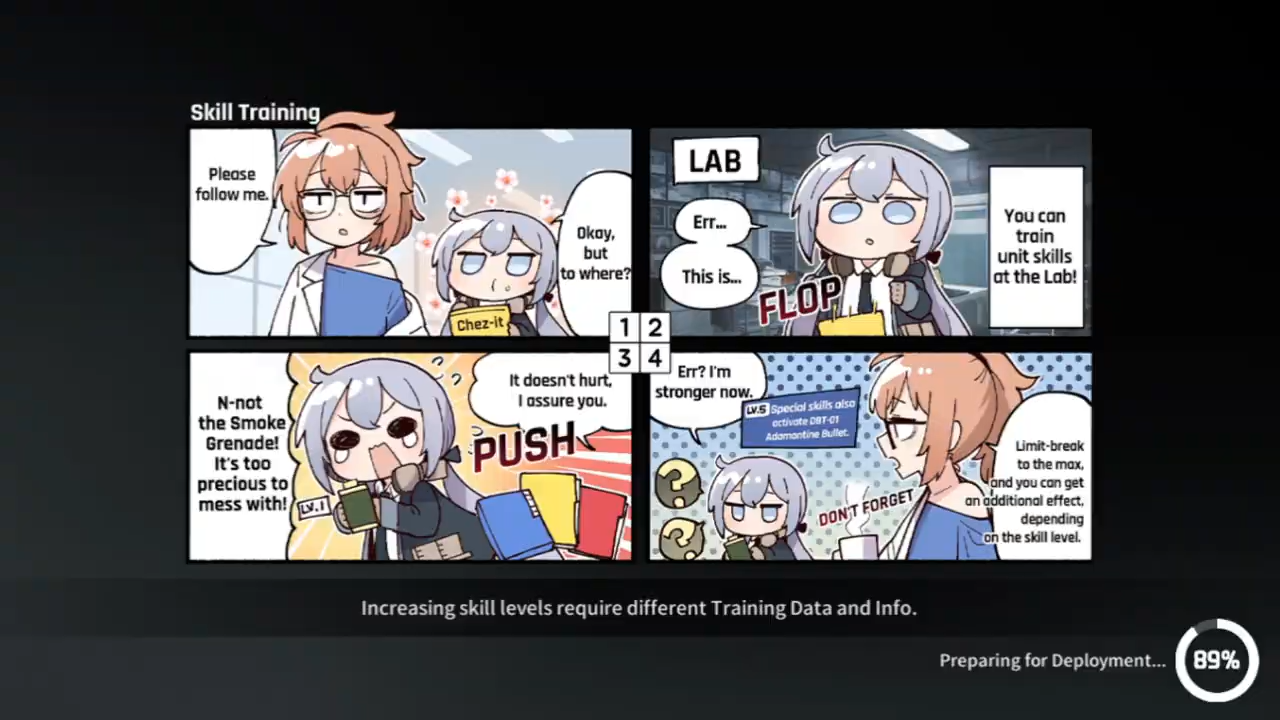 Skill Training
Please
follow me.
Okay,
but
to where?
Chez-it
LAB
Err...
This is...
FLOP
You can
train
unit skills
at the Lab!
1 2
3 4
N-not
the Smoke
Grenade!
It's too
precious to
mess with!
LV.1
It doesn't hurt,
I assure you.
PUSH
Err? I'm
stronger now.
LV.5 Special skills also
activate DBT-01
Adamantine Bullet.
?
?
DON'T FORGET
Limit-break
to the max,
and you can get
an additional effect,
depending
on the skill level.
Increasing skill levels require different Training Data and Info.
Preparing for Deployment...
89%